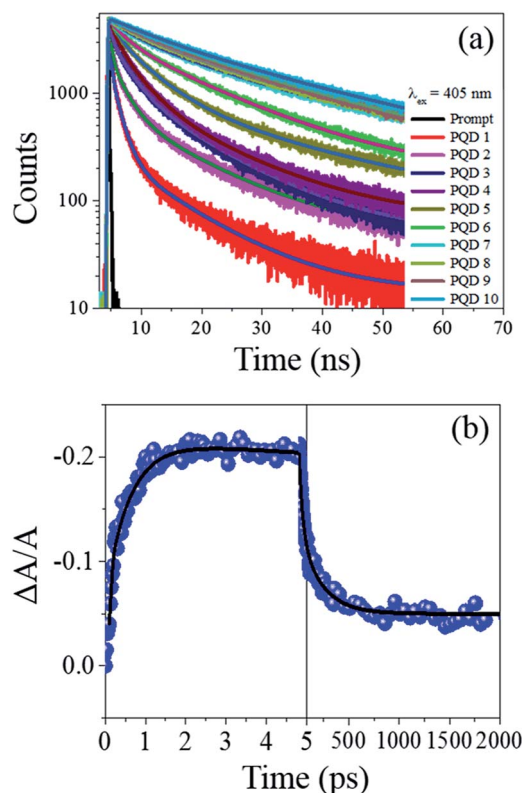 (a)
λex = 405 nm
Prompt
PQD 1
PQD 2
PQD 3
PQD 4
PQD 5
PQD 6
PQD 7
PQD 8
PQD 9
PQD 10
Counts
1000
100
10
10 20 30 40 50 60 70
Time (ns)
(b)
ΔA/A
-0.2
-0.1
0.0
0 1 2 3 4 5 500 1000 1500 2000
Time (ps)